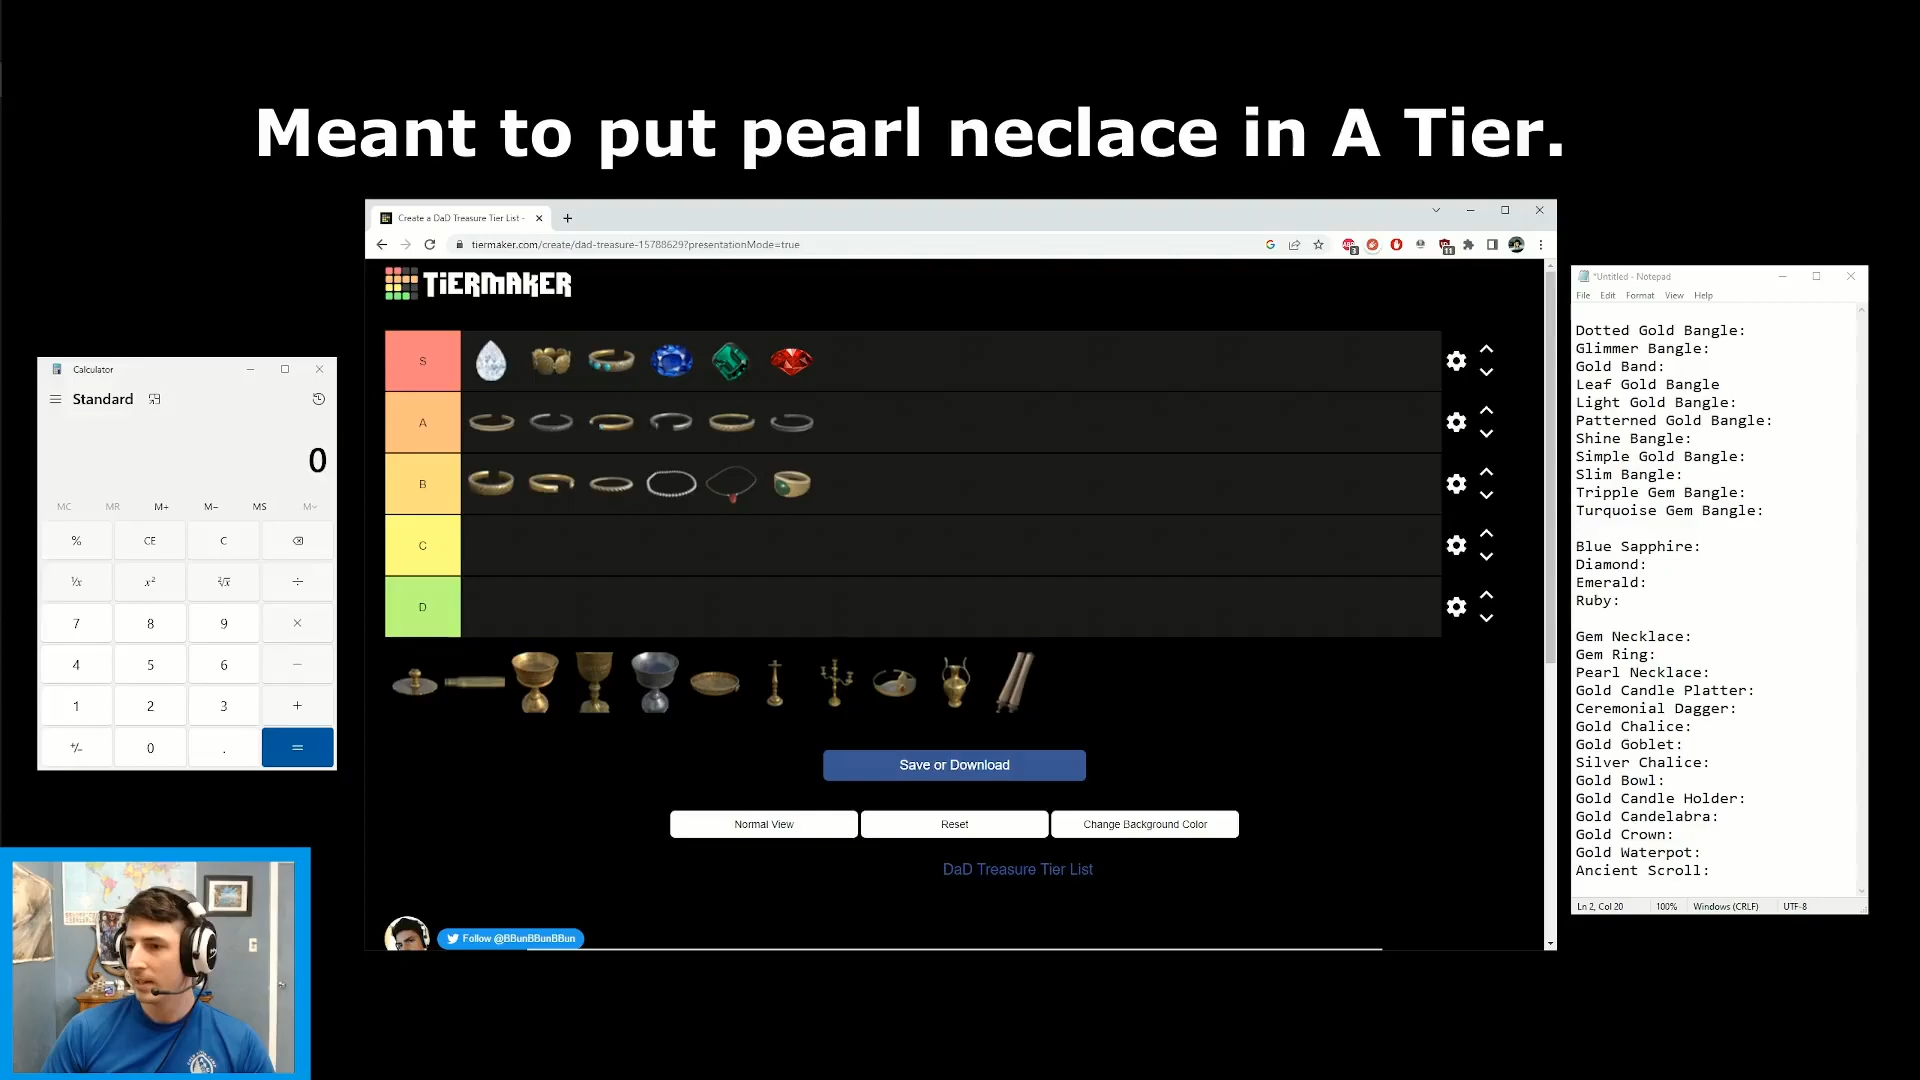 Meant to put pearl neclace in A Tier.
Create a DaD Treasure Tier List -
tiermaker.com/create/dad-treasure-15788629?presentationMode=true
TiERMAKER
S
A
B
C
D
Save or Download
Normal View
Reset
Change Background Color
DaD Treasure Tier List
Follow @BBunBBunBBun
Calculator
Standard
0
MC MR M+ M− MS M˅
% CE C
¹/x x² ²√x ÷
7 8 9 ×
4 5 6 −
1 2 3 +
+/− 0 . =
*Untitled - Notepad
File Edit Format View Help
Dotted Gold Bangle:
Glimmer Bangle:
Gold Band:
Leaf Gold Bangle
Light Gold Bangle:
Patterned Gold Bangle:
Shine Bangle:
Simple Gold Bangle:
Slim Bangle:
Tripple Gem Bangle:
Turquoise Gem Bangle:
Blue Sapphire:
Diamond:
Emerald:
Ruby:
Gem Necklace:
Gem Ring:
Pearl Necklace:
Gold Candle Platter:
Ceremonial Dagger:
Gold Chalice:
Gold Goblet:
Silver Chalice:
Gold Bowl:
Gold Candle Holder:
Gold Candelabra:
Gold Crown:
Gold Waterpot:
Ancient Scroll:
Ln 2, Col 20 100% Windows (CRLF) UTF-8